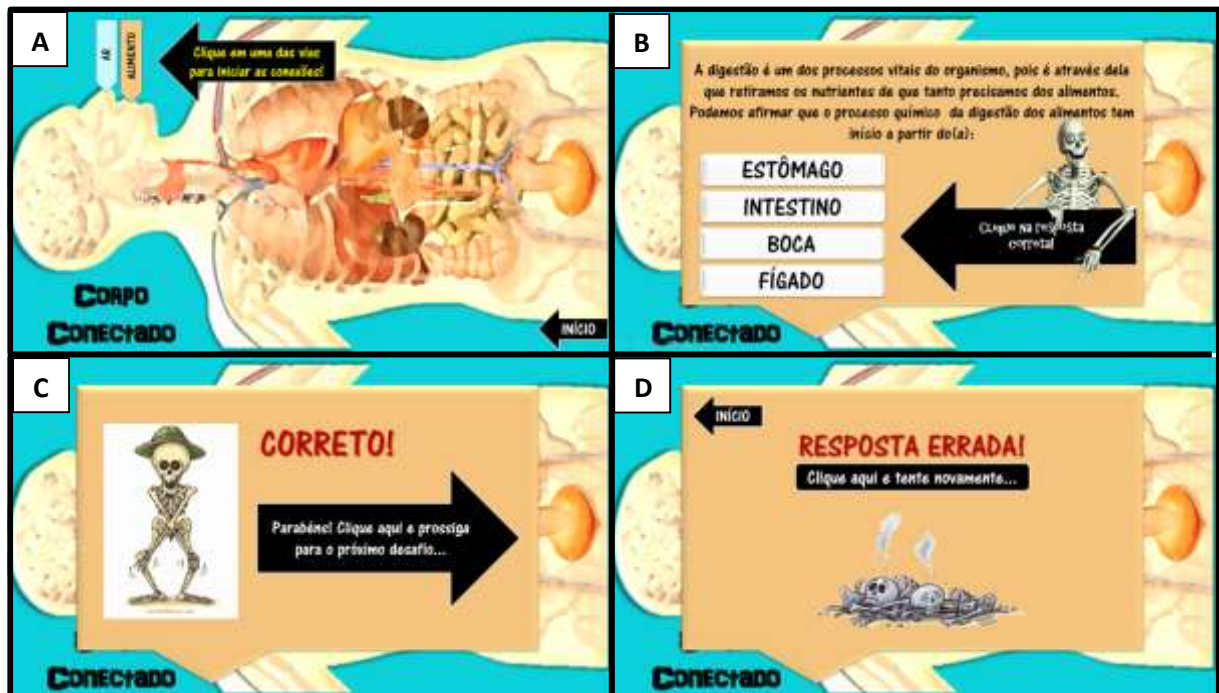 A
AR
ALIMENTO
Clique em uma das vias
para iniciar as conexões!
CORPO
CONECTADO
INÍCIO
B
A digestão é um dos processos vitais do organismo, pois é através dela
que retiramos os nutrientes de que tanto precisamos dos alimentos.
Podemos afirmar que o processo químico da digestão dos alimentos tem
início a partir do(a):
ESTÔMAGO
INTESTINO
BOCA
FÍGADO
Clique na resposta
correta!
CONECTADO
C
CORRETO!
Parabéns! Clique aqui e prossiga
para o próximo desafio...
CONECTADO
D
INÍCIO
RESPOSTA ERRADA!
Clique aqui e tente novamente...
CONECTADO